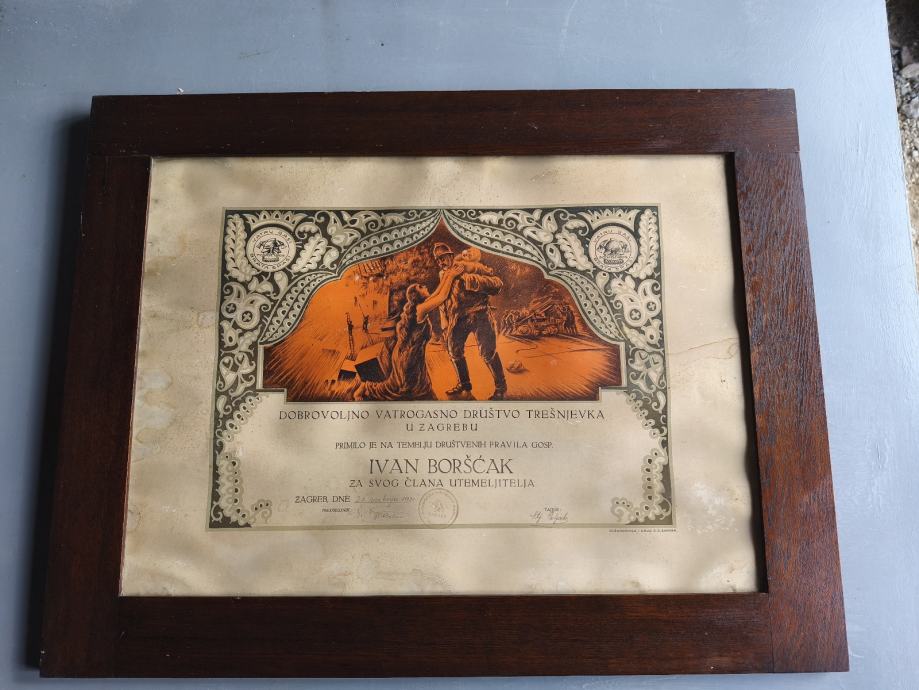 DOBROVOLJNO VATROGASNO DRUŠTVO TREŠNJEVKA
U ZAGREBU
PRIMILO JE NA TEMELJU DRUŠTVENIH PRAVILA GOSP.
IVAN BORŠĆAK
ZA SVOG ČLANA UTEMELJITELJA
ZAGREB, DNE
PREDSJEDNIK:
TAJNIK: